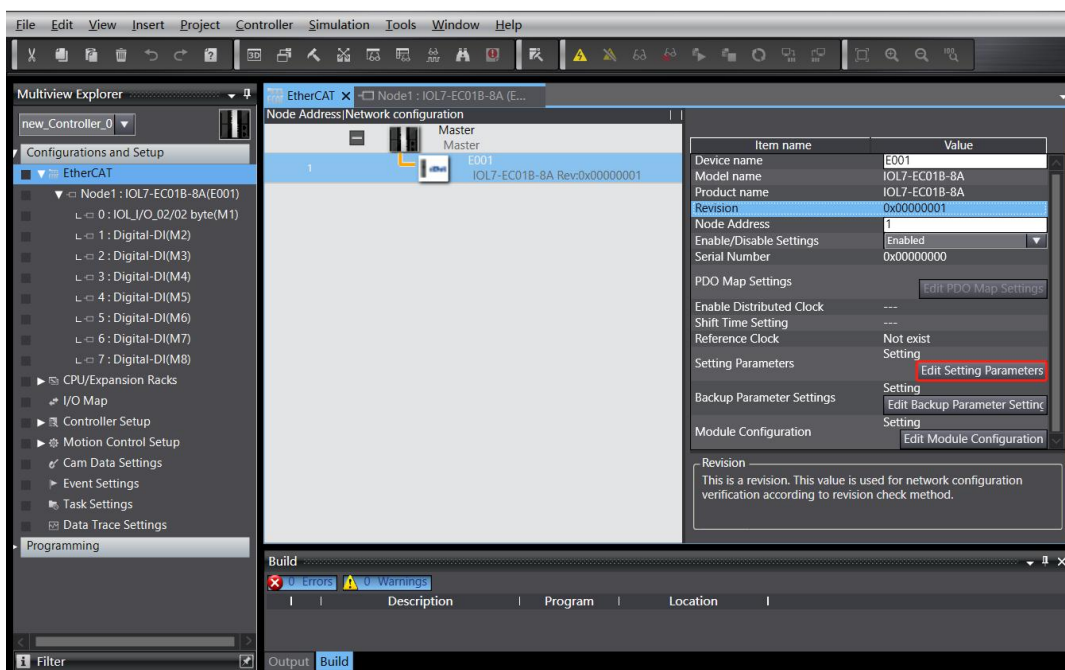 File Edit View Insert Project Controller Simulation Tools Window Help
Multiview Explorer
new_Controller_0
Configurations and Setup
EtherCAT
Node1 : IOL7-EC01B-8A(E001)
0 : IOL_I/O_02/02 byte(M1)
1 : Digital-DI(M2)
2 : Digital-DI(M3)
3 : Digital-DI(M4)
4 : Digital-DI(M5)
5 : Digital-DI(M6)
6 : Digital-DI(M7)
7 : Digital-DI(M8)
CPU/Expansion Racks
I/O Map
Controller Setup
Motion Control Setup
Cam Data Settings
Event Settings
Task Settings
Data Trace Settings
Programming
Filter
EtherCAT Node1 : IOL7-EC01B-8A (E...
Node Address|Network configuration
Master
Master
1 E001
IOL7-EC01B-8A Rev:0x00000001
Item name Value
Device name E001
Model name IOL7-EC01B-8A
Product name IOL7-EC01B-8A
Revision 0x00000001
Node Address 1
Enable/Disable Settings Enabled
Serial Number 0x00000000
PDO Map Settings Edit PDO Map Settings
Enable Distributed Clock ---
Shift Time Setting ---
Reference Clock Not exist
Setting Parameters Setting
Edit Setting Parameters
Backup Parameter Settings Setting
Edit Backup Parameter Setting
Module Configuration Setting
Edit Module Configuration
Revision
This is a revision. This value is used for network configuration
verification according to revision check method.
Build
0 Errors 0 Warnings
Description Program Location
Output Build